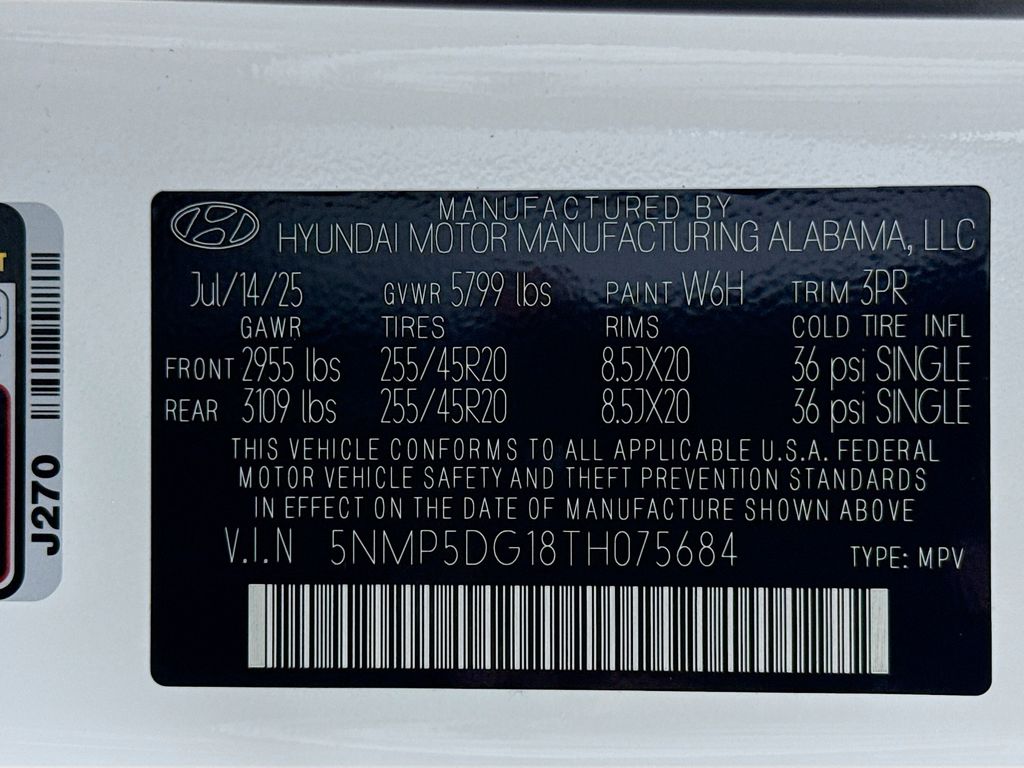 MANUFACTURED BY
HYUNDAI MOTOR MANUFACTURING ALABAMA, LLC
Jul/14/25 GVWR 5799 lbs PAINT W6H TRIM 3PR
GAWR TIRES RIMS COLD TIRE INFL
FRONT 2955 lbs 255/45R20 8.5JX20 36 psi SINGLE
REAR 3109 lbs 255/45R20 8.5JX20 36 psi SINGLE
THIS VEHICLE CONFORMS TO ALL APPLICABLE U.S.A. FEDERAL
MOTOR VEHICLE SAFETY AND THEFT PREVENTION STANDARDS
IN EFFECT ON THE DATE OF MANUFACTURE SHOWN ABOVE
V.I.N 5NMP5DG18TH075684 TYPE: MPV
J270